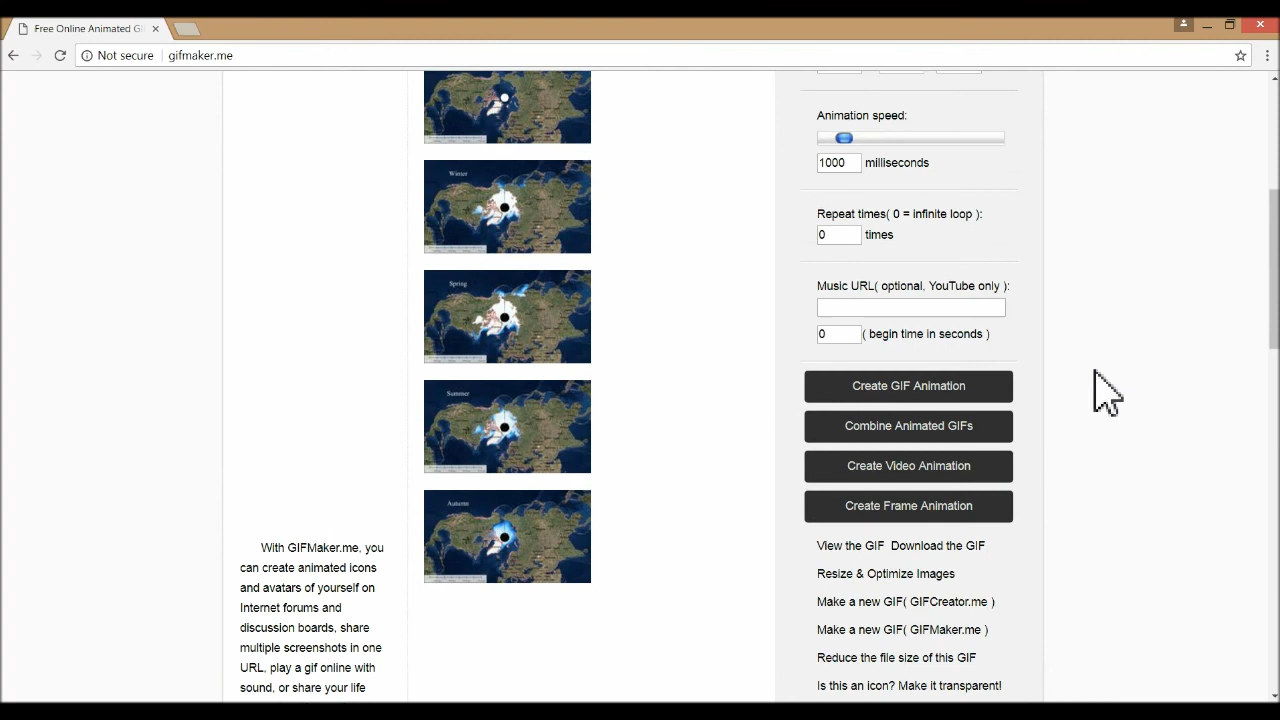 Free Online Animated G
Not secure
gifmaker.me
Winter
Spring
Summer
Autumn
With GIFMaker.me, you
can create animated icons
and avatars of yourself on
Internet forums and
discussion boards, share
multiple screenshots in one
URL, play a gif online with
sound, or share your life
Animation speed:
1000 milliseconds
Repeat times( 0 = infinite loop ):
0 times
Music URL( optional, YouTube only ):
0 ( begin time in seconds )
Create GIF Animation
Combine Animated GIFs
Create Video Animation
Create Frame Animation
View the GIF Download the GIF
Resize & Optimize Images
Make a new GIF( GIFCreator.me )
Make a new GIF( GIFMaker.me )
Reduce the file size of this GIF
Is this an icon? Make it transparent!